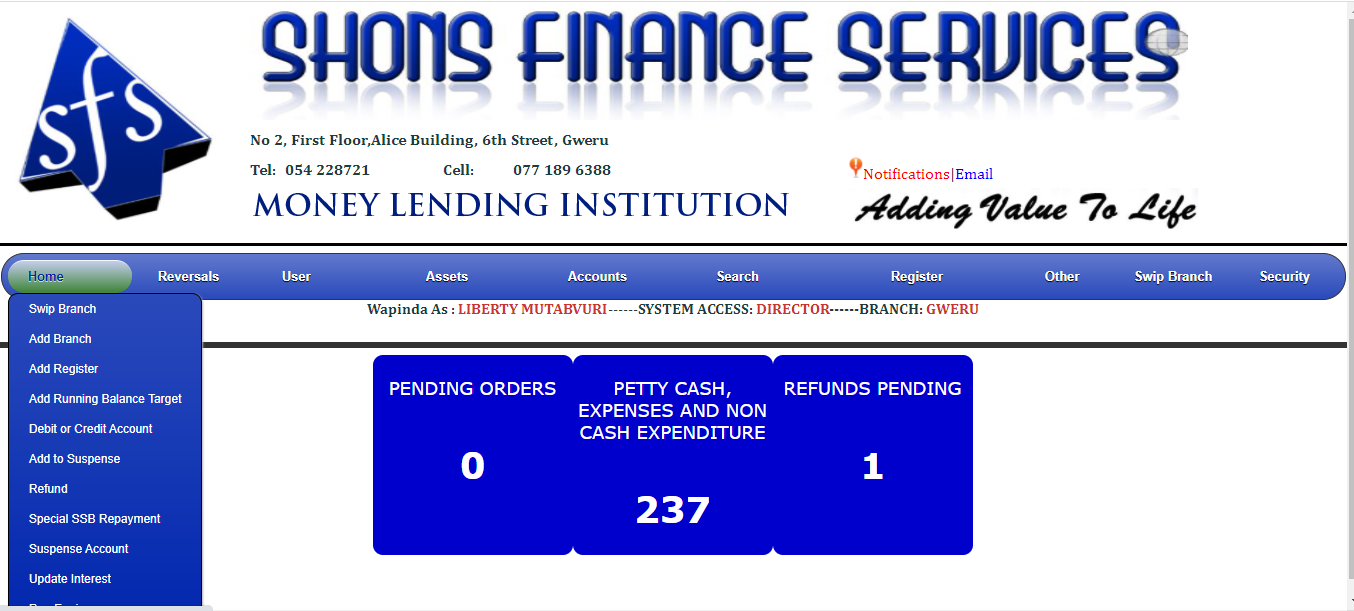 sfs
SHONS FINANCE SERVICES
No 2, First Floor,Alice Building, 6th Street, Gweru
Tel: 054 228721 Cell: 077 189 6388
Notifications|Email
MONEY LENDING INSTITUTION
Adding Value To Life
Home Reversals User Assets Accounts Search Register Other Swip Branch Security
Wapinda As : LIBERTY MUTABVURI------SYSTEM ACCESS: DIRECTOR------BRANCH: GWERU
Swip Branch
Add Branch
Add Register
Add Running Balance Target
Debit or Credit Account
Add to Suspense
Refund
Special SSB Repayment
Suspense Account
Update Interest
PENDING ORDERS
0
PETTY CASH,
EXPENSES AND NON
CASH EXPENDITURE
237
REFUNDS PENDING
1